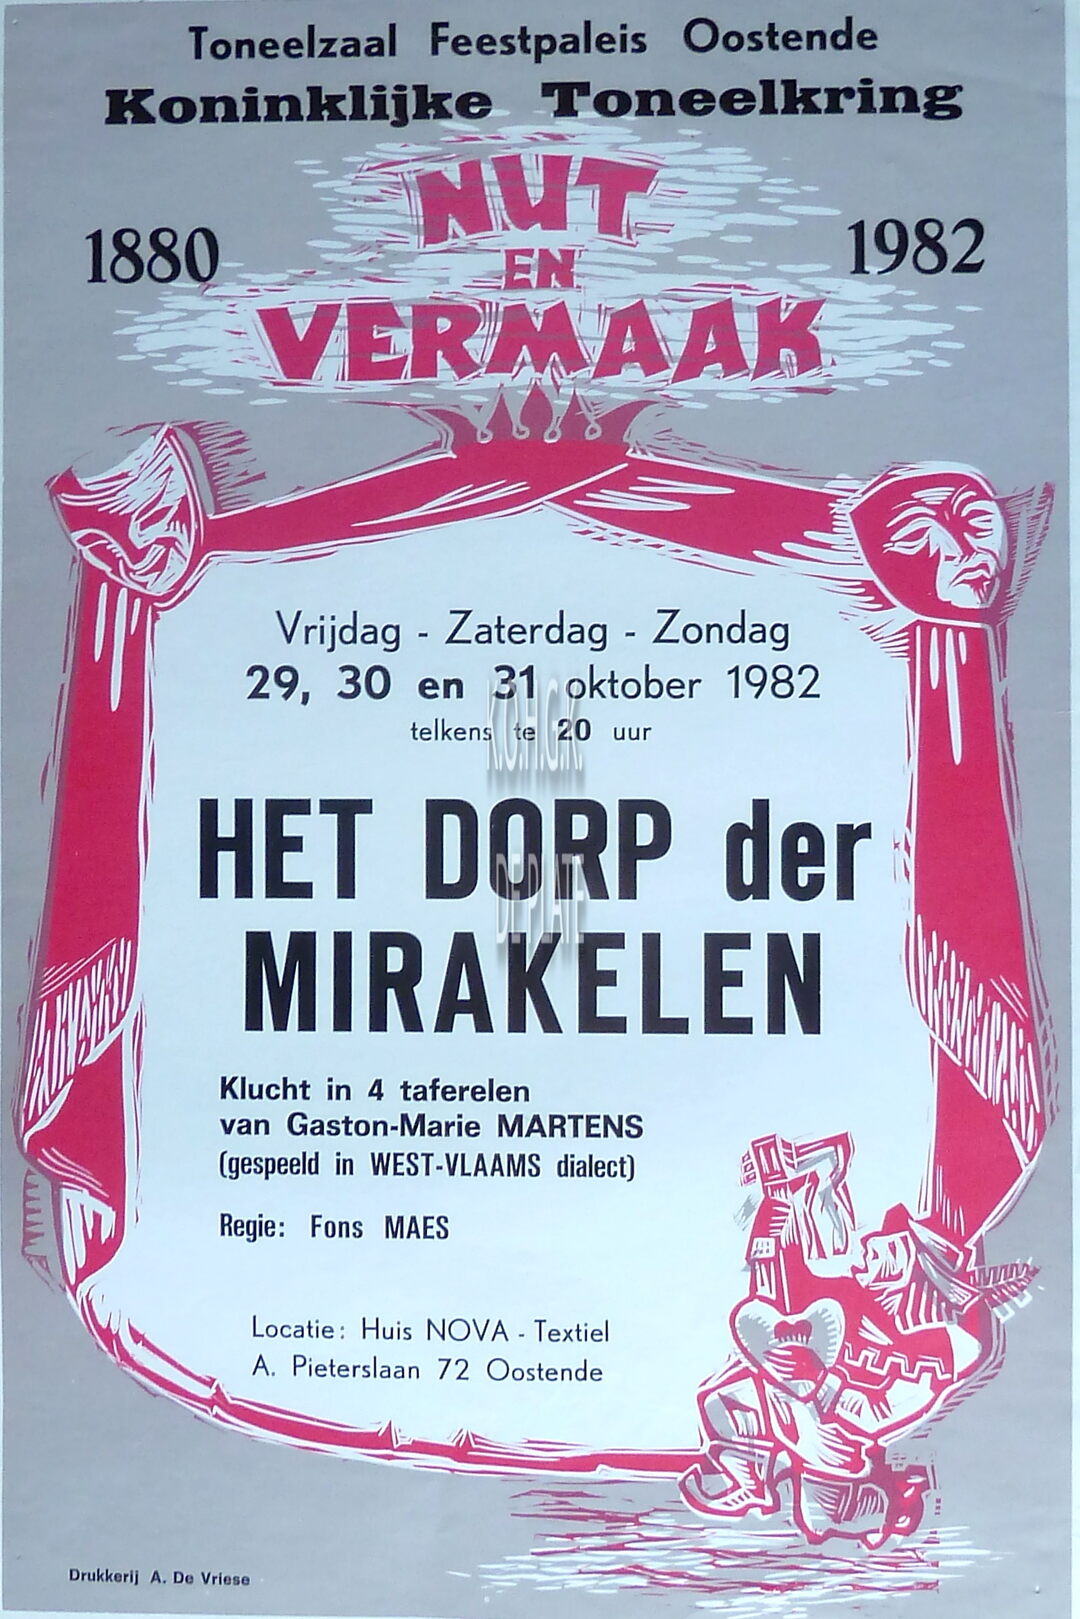 Toneelzaal Feestpaleis Oostende
Koninklijke Toneelkring
NUT
EN
VERMAAK
1880
1982
Vrijdag - Zaterdag - Zondag
29, 30 en 31 oktober 1982
telkens te 20 uur
K.O.H.G.K.
HET DORP der
DE PLATE
MIRAKELEN
Klucht in 4 taferelen
van Gaston-Marie MARTENS
(gespeeld in WEST-VLAAMS dialect)
Regie: Fons MAES
Locatie: Huis NOVA - Textiel
A. Pieterslaan 72 Oostende
Drukkerij A. De Vriese